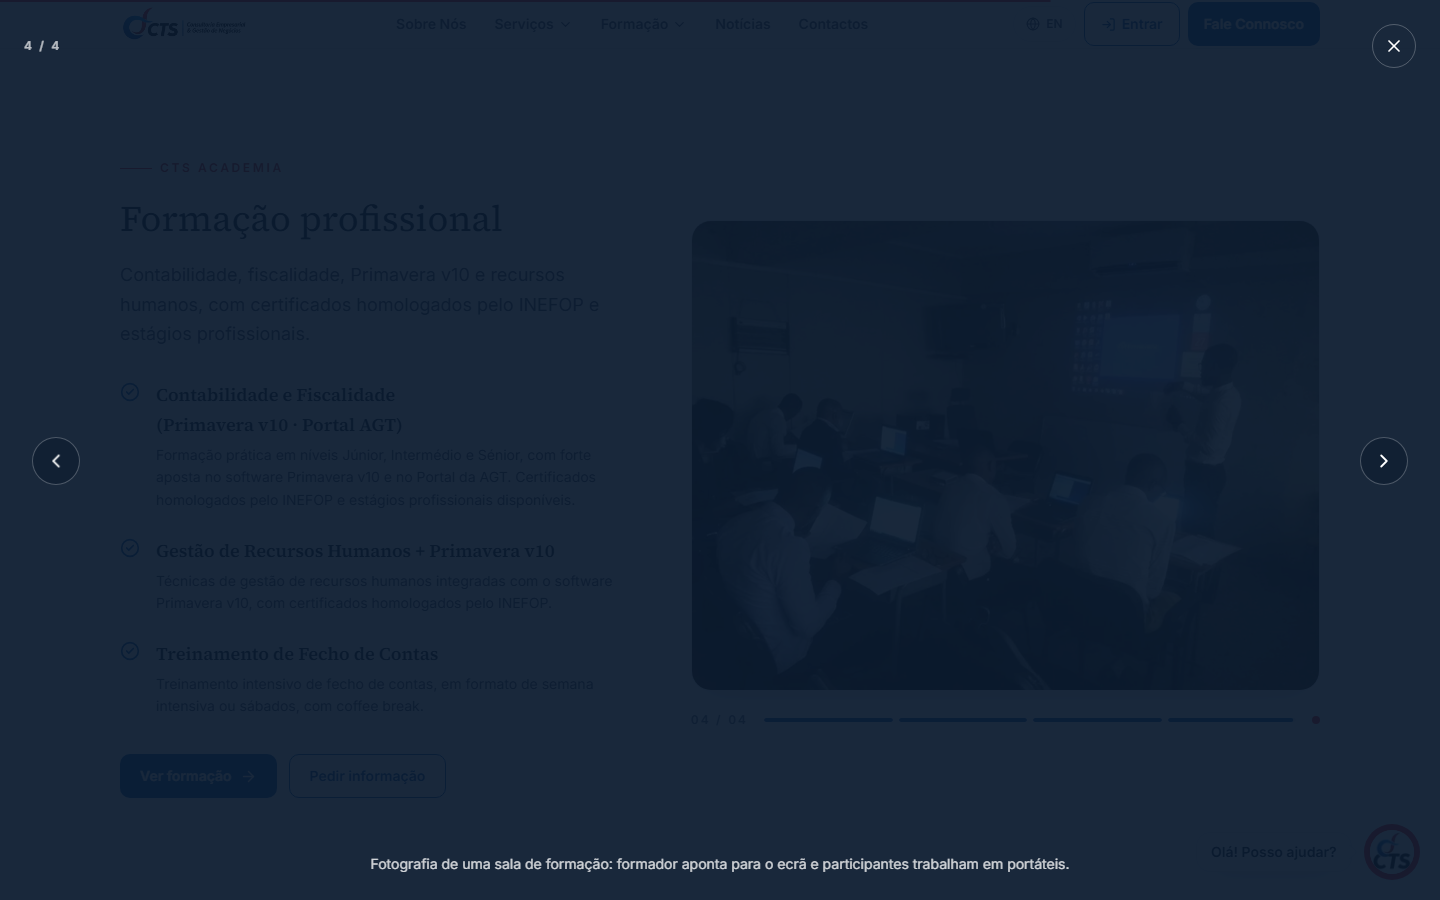 CTS
Sobre Nós
Serviços
Formação
Notícias
Contactos
EN
Entrar
Fale Connosco
4 / 4
CTS ACADEMIA
Formação profissional
Contabilidade, fiscalidade, Primavera v10 e recursos
humanos, com certificados homologados pelo INEFOP e
estágios profissionais.
Contabilidade e Fiscalidade
(Primavera v10 · Portal AGT)
Formação prática em níveis Júnior, Intermédio e Sénior, com forte
aposta no software Primavera v10 e no Portal da AGT. Certificados
homologados pelo INEFOP e estágios profissionais disponíveis.
Gestão de Recursos Humanos + Primavera v10
Técnicas de gestão de recursos humanos integradas com o software
Primavera v10, com certificados homologados pelo INEFOP.
Treinamento de Fecho de Contas
Treinamento intensivo de fecho de contas, em formato de semana
intensiva ou sábados, com coffee break.
04 / 04
Ver formação
Pedir informação
Fotografia de uma sala de formação: formador aponta para o ecrã e participantes trabalham em portáteis.
Olá! Posso ajudar?
CTS